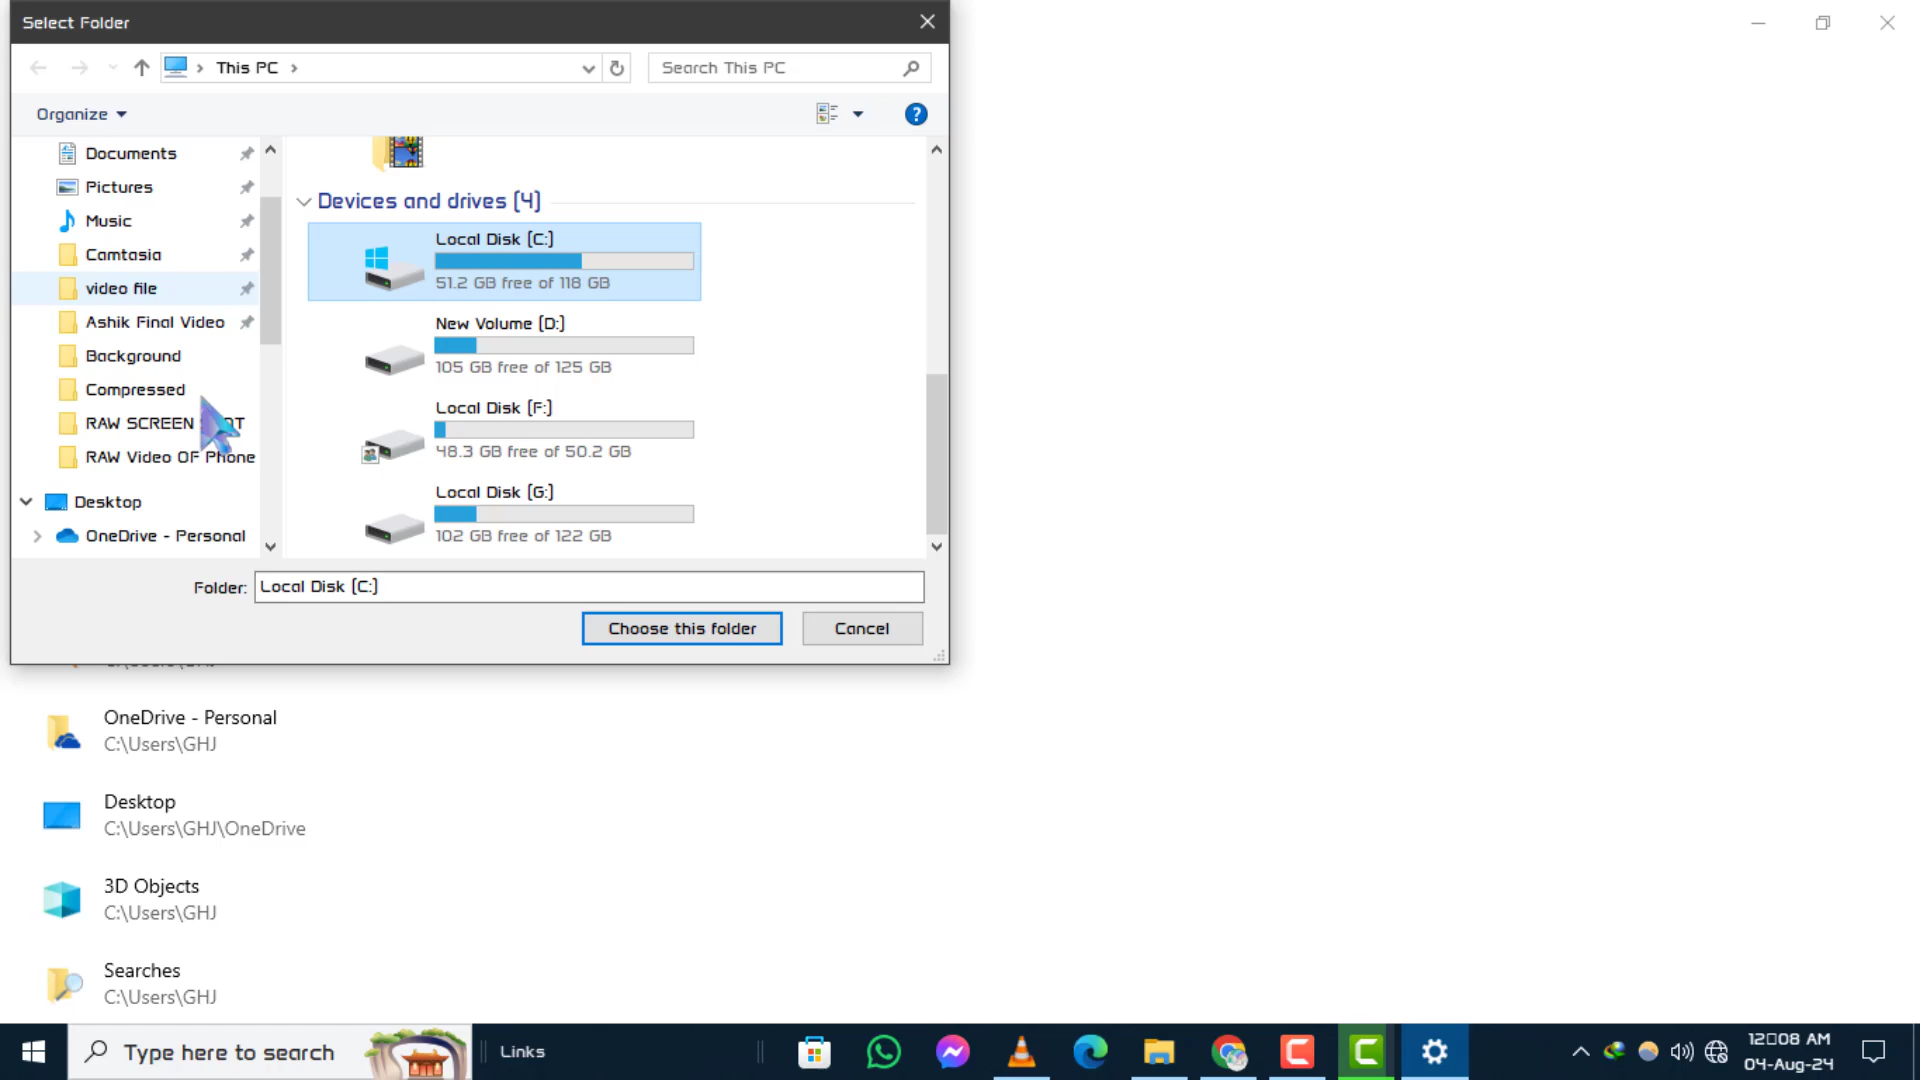 Select Folder
This PC
Search This PC
Organize
Documents
Pictures
Music
Camtasia
video file
Ashik Final Video
Background
Compressed
RAW SCREEN
RAW Video OF Phone
Desktop
OneDrive - Personal
Devices and drives (4)
Local Disk (C:)
51.2 GB free of 118 GB
New Volume (D:)
105 GB free of 125 GB
Local Disk (F:)
48.3 GB free of 50.2 GB
Local Disk (G:)
102 GB free of 122 GB
Folder: Local Disk (C:)
Choose this folder
Cancel
OneDrive - Personal
C:\Users\GHJ
Desktop
C:\Users\GHJ\OneDrive
3D Objects
C:\Users\GHJ
Searches
C:\Users\GHJ
Type here to search
Links
12□08 AM
04-Aug-24